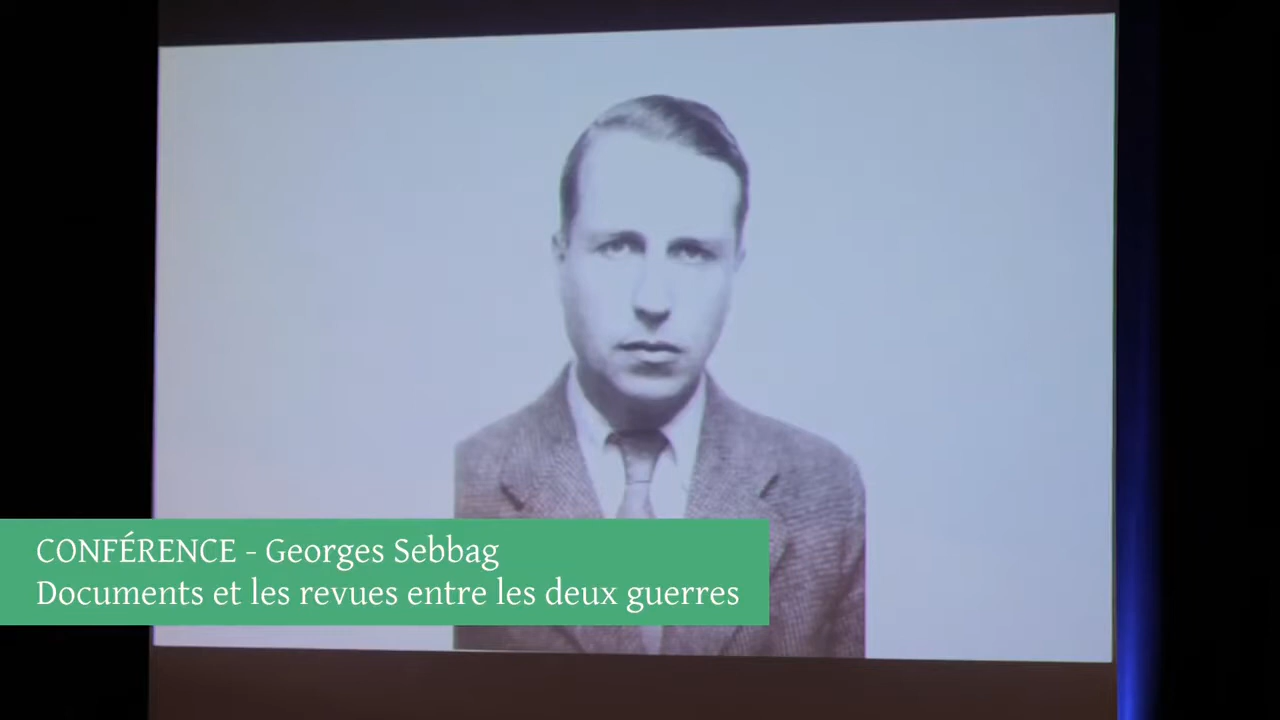 CONFÉRENCE - Georges Sebbag
Documents et les revues entre les deux guerres